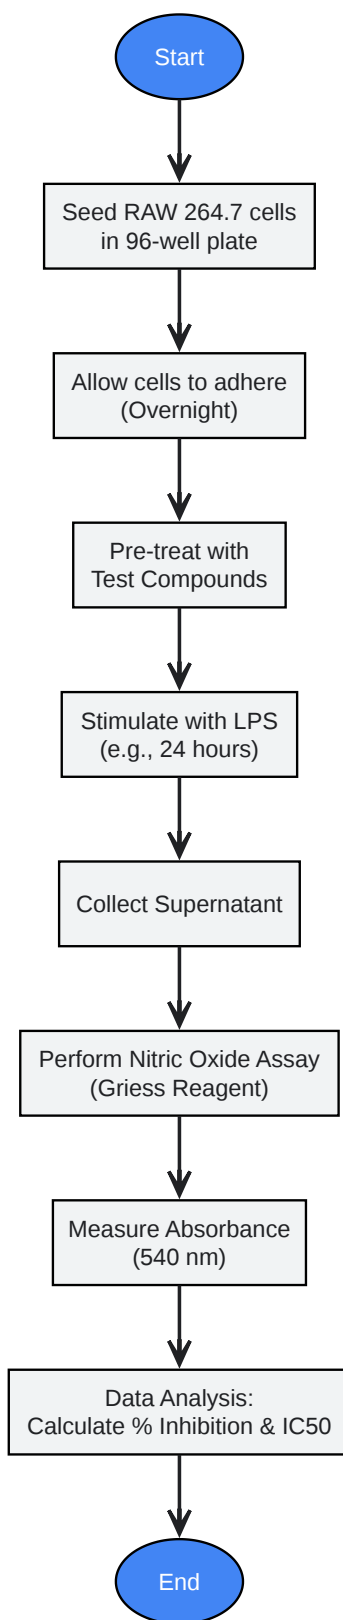 Start
Seed RAW 264.7 cells
in 96-well plate
Allow cells to adhere
(Overnight)
Pre-treat with
Test Compounds
Stimulate with LPS
(e.g., 24 hours)
Collect Supernatant
Perform Nitric Oxide Assay
(Griess Reagent)
Measure Absorbance
(540 nm)
Data Analysis:
Calculate % Inhibition & IC50
End